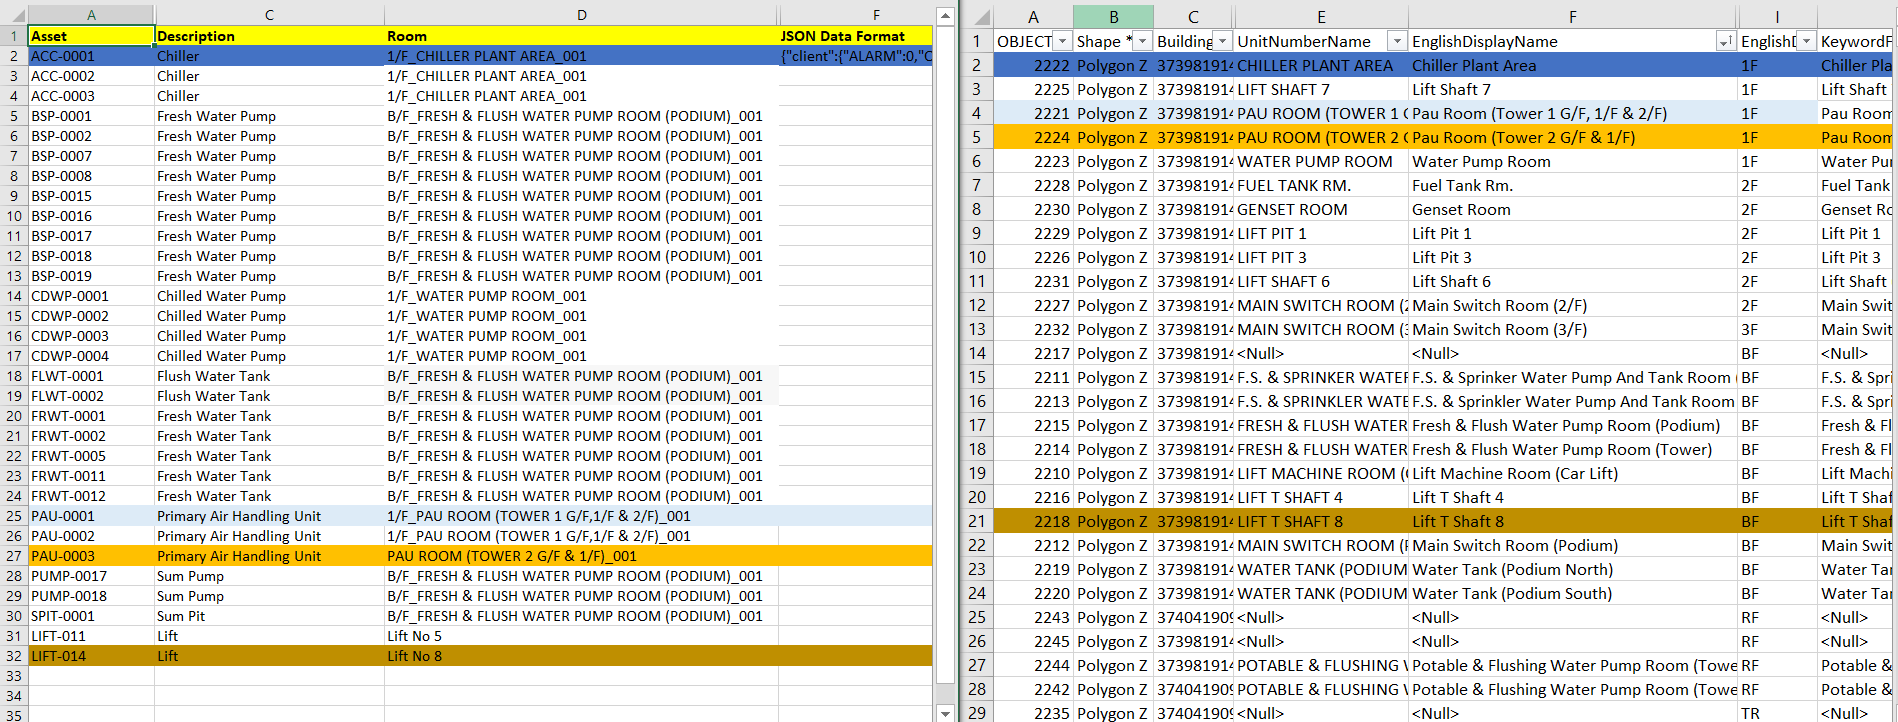 A C D F
1 Asset Description Room JSON Data Format
2 ACC-0001 Chiller 1/F_CHILLER PLANT AREA_001 {"client":{"ALARM":0,"C
3 ACC-0002 Chiller 1/F_CHILLER PLANT AREA_001
4 ACC-0003 Chiller 1/F_CHILLER PLANT AREA_001
5 BSP-0001 Fresh Water Pump B/F_FRESH & FLUSH WATER PUMP ROOM (PODIUM)_001
6 BSP-0002 Fresh Water Pump B/F_FRESH & FLUSH WATER PUMP ROOM (PODIUM)_001
7 BSP-0007 Fresh Water Pump B/F_FRESH & FLUSH WATER PUMP ROOM (PODIUM)_001
8 BSP-0008 Fresh Water Pump B/F_FRESH & FLUSH WATER PUMP ROOM (PODIUM)_001
9 BSP-0015 Fresh Water Pump B/F_FRESH & FLUSH WATER PUMP ROOM (PODIUM)_001
10 BSP-0016 Fresh Water Pump B/F_FRESH & FLUSH WATER PUMP ROOM (PODIUM)_001
11 BSP-0017 Fresh Water Pump B/F_FRESH & FLUSH WATER PUMP ROOM (PODIUM)_001
12 BSP-0018 Fresh Water Pump B/F_FRESH & FLUSH WATER PUMP ROOM (PODIUM)_001
13 BSP-0019 Fresh Water Pump B/F_FRESH & FLUSH WATER PUMP ROOM (PODIUM)_001
14 CDWP-0001 Chilled Water Pump 1/F_WATER PUMP ROOM_001
15 CDWP-0002 Chilled Water Pump 1/F_WATER PUMP ROOM_001
16 CDWP-0003 Chilled Water Pump 1/F_WATER PUMP ROOM_001
17 CDWP-0004 Chilled Water Pump 1/F_WATER PUMP ROOM_001
18 FLWT-0001 Flush Water Tank B/F_FRESH & FLUSH WATER PUMP ROOM (PODIUM)_001
19 FLWT-0002 Flush Water Tank B/F_FRESH & FLUSH WATER PUMP ROOM (PODIUM)_001
20 FRWT-0001 Fresh Water Tank B/F_FRESH & FLUSH WATER PUMP ROOM (PODIUM)_001
21 FRWT-0002 Fresh Water Tank B/F_FRESH & FLUSH WATER PUMP ROOM (PODIUM)_001
22 FRWT-0005 Fresh Water Tank B/F_FRESH & FLUSH WATER PUMP ROOM (PODIUM)_001
23 FRWT-0011 Fresh Water Tank B/F_FRESH & FLUSH WATER PUMP ROOM (PODIUM)_001
24 FRWT-0012 Fresh Water Tank B/F_FRESH & FLUSH WATER PUMP ROOM (PODIUM)_001
25 PAU-0001 Primary Air Handling Unit 1/F_PAU ROOM (TOWER 1 G/F,1/F & 2/F)_001
26 PAU-0002 Primary Air Handling Unit 1/F_PAU ROOM (TOWER 1 G/F,1/F & 2/F)_001
27 PAU-0003 Primary Air Handling Unit PAU ROOM (TOWER 2 G/F & 1/F)_001
28 PUMP-0017 Sum Pump B/F_FRESH & FLUSH WATER PUMP ROOM (PODIUM)_001
29 PUMP-0018 Sum Pump B/F_FRESH & FLUSH WATER PUMP ROOM (PODIUM)_001
30 SPIT-0001 Sum Pit B/F_FRESH & FLUSH WATER PUMP ROOM (PODIUM)_001
31 LIFT-011 Lift Lift No 5
32 LIFT-014 Lift Lift No 8
33
34
35
A B C E F I K
1 OBJECT Shape * Building UnitNumberName EnglishDisplayName EnglishD KeywordF
2 2222 Polygon Z 37398191 CHILLER PLANT AREA Chiller Plant Area 1F Chiller Pla
3 2225 Polygon Z 37398191 LIFT SHAFT 7 Lift Shaft 7 1F Lift Shaft
4 2221 Polygon Z 37398191 PAU ROOM (TOWER 1 Pau Room (Tower 1 G/F, 1/F & 2/F) 1F Pau Room
5 2224 Polygon Z 37398191 PAU ROOM (TOWER 2 Pau Room (Tower 2 G/F & 1/F) 1F Pau Room
6 2223 Polygon Z 37398191 WATER PUMP ROOM Water Pump Room 1F Water Pu
7 2228 Polygon Z 37398191 FUEL TANK RM. Fuel Tank Rm. 2F Fuel Tank
8 2230 Polygon Z 37398191 GENSET ROOM Genset Room 2F Genset Ro
9 2229 Polygon Z 37398191 LIFT PIT 1 Lift Pit 1 2F Lift Pit 1
10 2226 Polygon Z 37398191 LIFT PIT 3 Lift Pit 3 2F Lift Pit 3
11 2231 Polygon Z 37398191 LIFT SHAFT 6 Lift Shaft 6 2F Lift Shaft
12 2227 Polygon Z 37398191 MAIN SWITCH ROOM (2 Main Switch Room (2/F) 2F Main Swit
13 2232 Polygon Z 37398191 MAIN SWITCH ROOM (3 Main Switch Room (3/F) 3F Main Swit
14 2217 Polygon Z 37398191 <Null> <Null> BF <Null>
15 2211 Polygon Z 37398191 F.S. & SPRINKER WATER F.S. & Sprinker Water Pump And Tank Room ( BF F.S. & Spri
16 2213 Polygon Z 37398191 F.S. & SPRINKLER WATE F.S. & Sprinkler Water Pump And Tank Room BF F.S. & Spri
17 2215 Polygon Z 37398191 FRESH & FLUSH WATER Fresh & Flush Water Pump Room (Podium) BF Fresh & Fl
18 2214 Polygon Z 37398191 FRESH & FLUSH WATER Fresh & Flush Water Pump Room (Tower) BF Fresh & Fl
19 2210 Polygon Z 37398191 LIFT MACHINE ROOM (C Lift Machine Room (Car Lift) BF Lift Machi
20 2216 Polygon Z 37398191 LIFT T SHAFT 4 Lift T Shaft 4 BF Lift T Shaf
21 2218 Polygon Z 37398191 LIFT T SHAFT 8 Lift T Shaft 8 BF Lift T Shaf
22 2212 Polygon Z 37398191 MAIN SWITCH ROOM (P Main Switch Room (Podium) BF Main Swit
23 2219 Polygon Z 37398191 WATER TANK (PODIUM Water Tank (Podium North) BF Water Ta
24 2220 Polygon Z 37398191 WATER TANK (PODIUM Water Tank (Podium South) BF Water Ta
25 2243 Polygon Z 37404190 <Null> <Null> RF <Null>
26 2245 Polygon Z 37398191 <Null> <Null> RF <Null>
27 2244 Polygon Z 37398191 POTABLE & FLUSHING Potable & Flushing Water Pump Room (Towe RF Potable &
28 2242 Polygon Z 37404190 POTABLE & FLUSHING Potable & Flushing Water Pump Room (Towe RF Potable &
29 2235 Polygon Z 37404190 <Null> <Null> TR <Null>